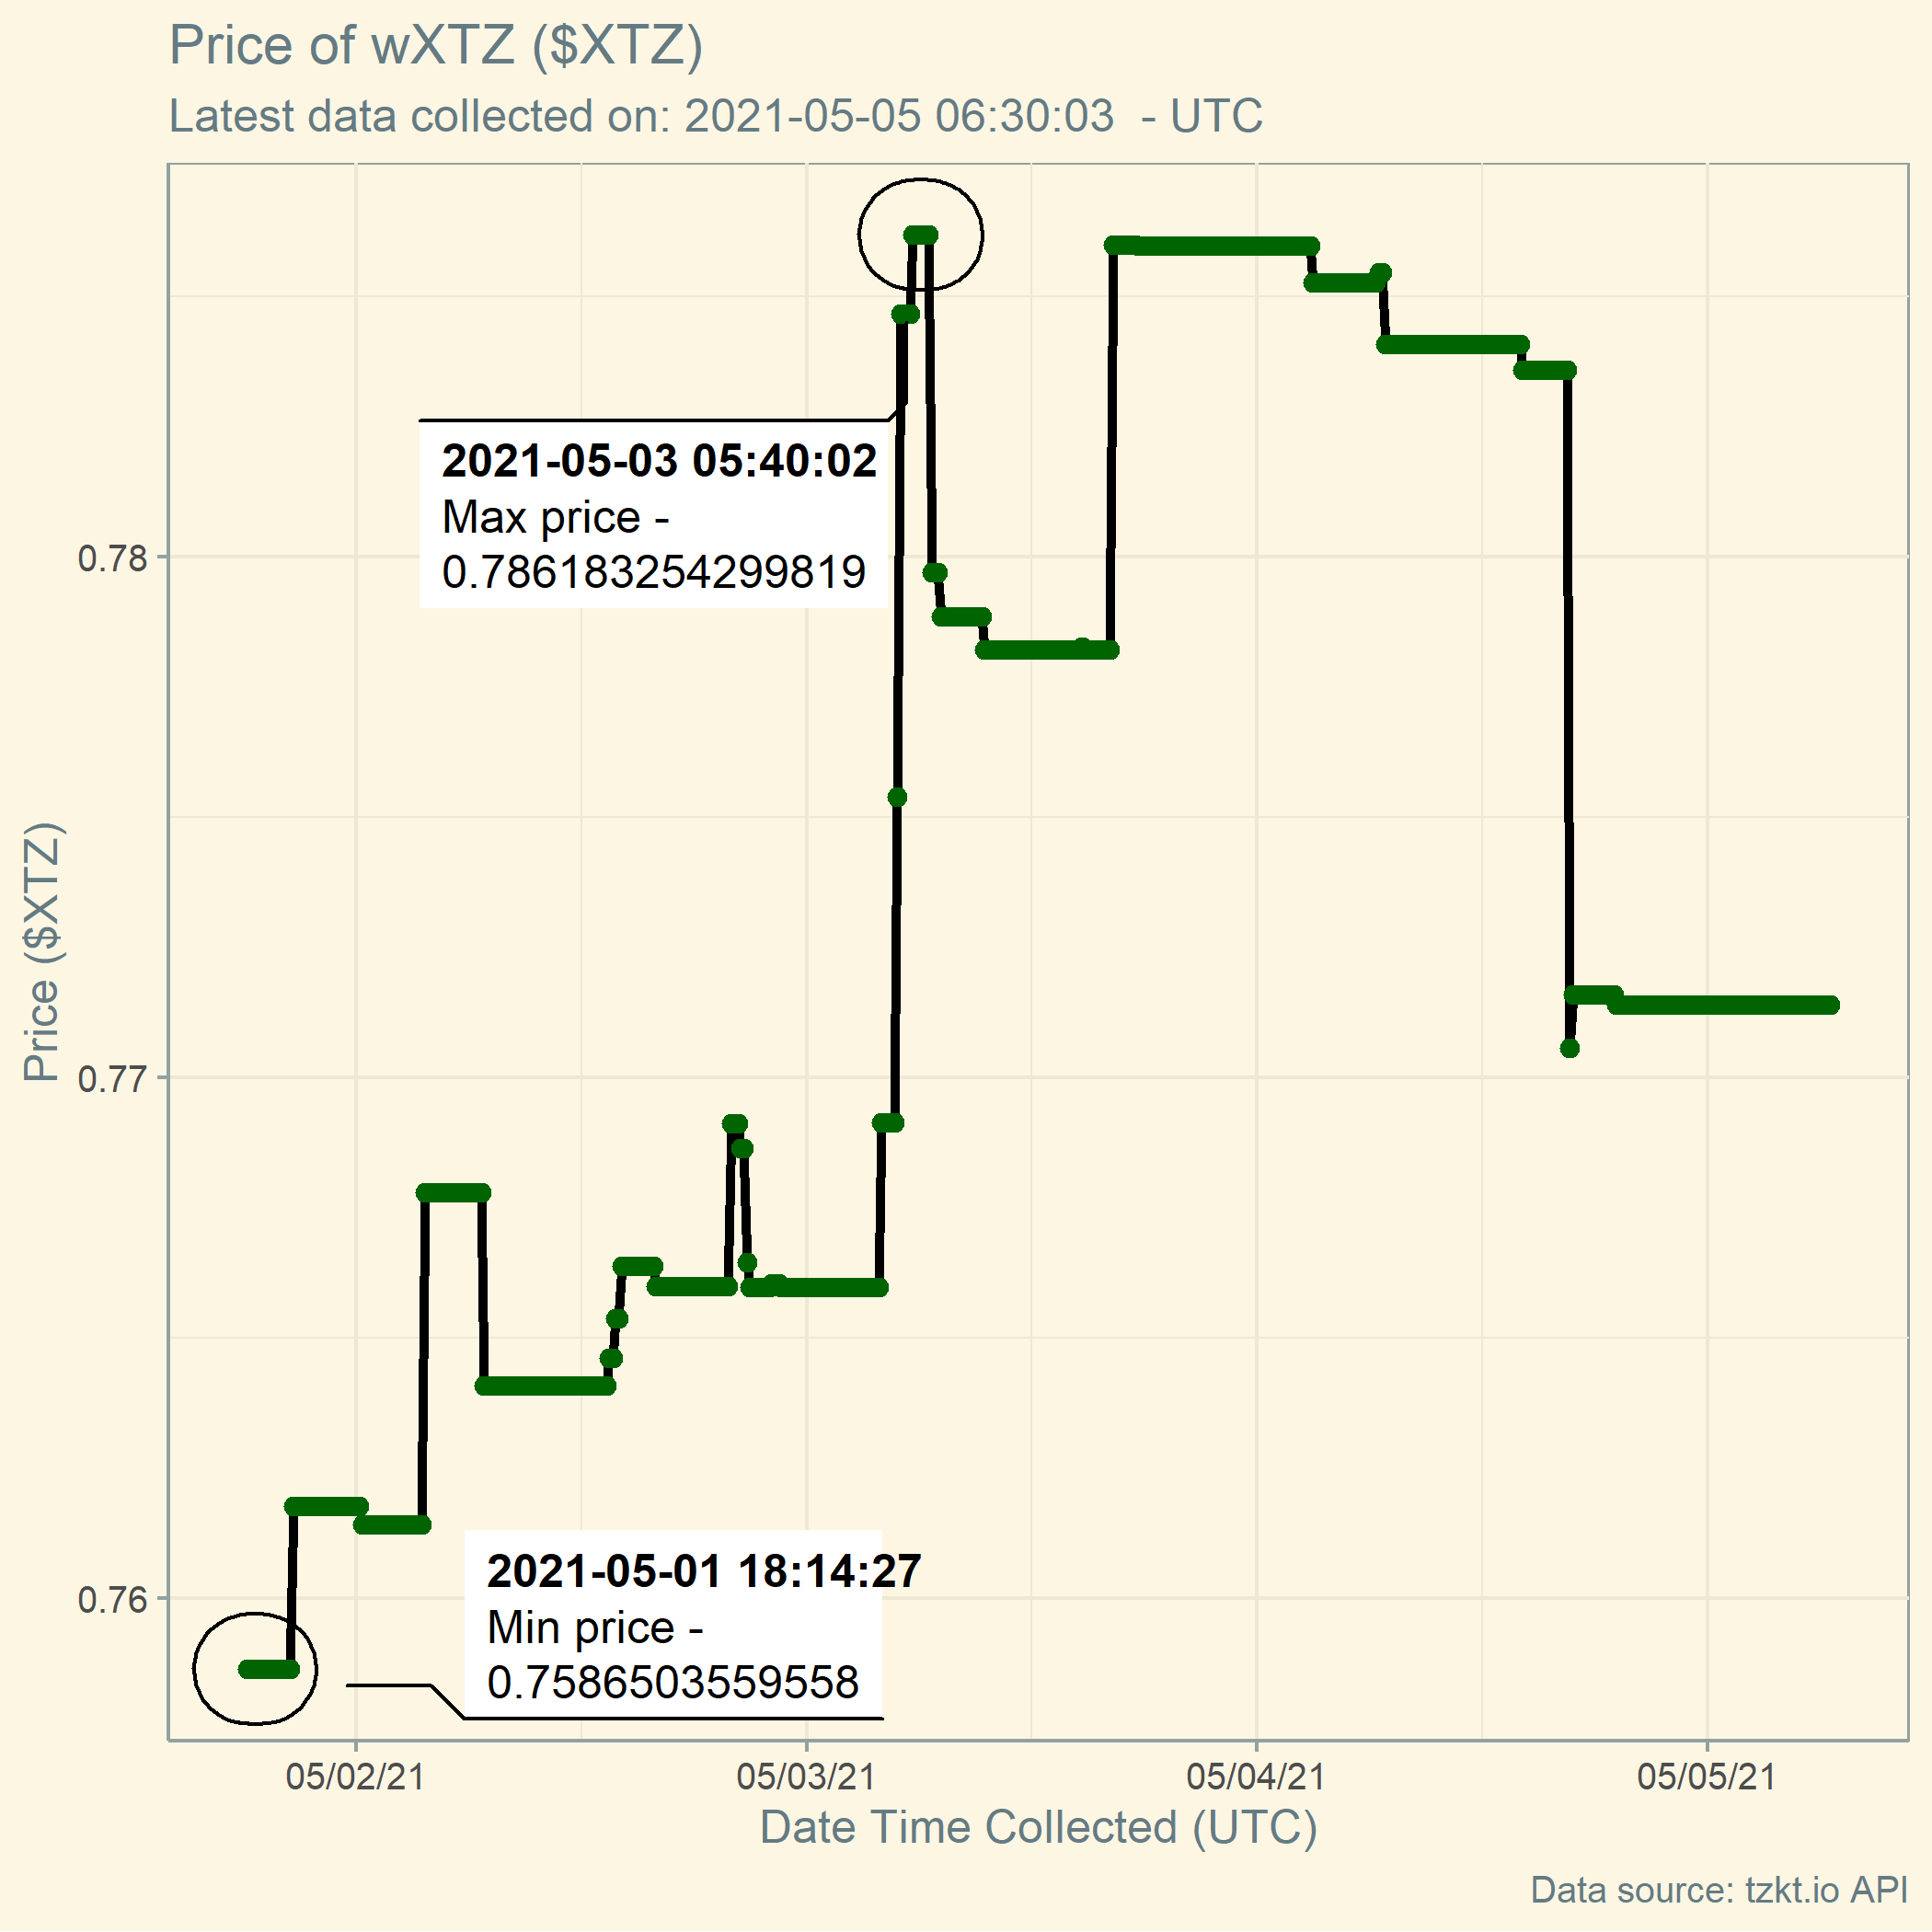 Price of wXTZ ($XTZ)
Latest data collected on: 2021-05-05 06:30:03  - UTC
2021-05-03 05:40:02
Max price -
0.786183254299819
0.78
Price ($XTZ)
0.77
0.76
2021-05-01 18:14:27
Min price -
0.7586503559558
05/02/21
05/03/21
05/04/21
05/05/21
Date Time Collected (UTC)
Data source: tzkt.io API